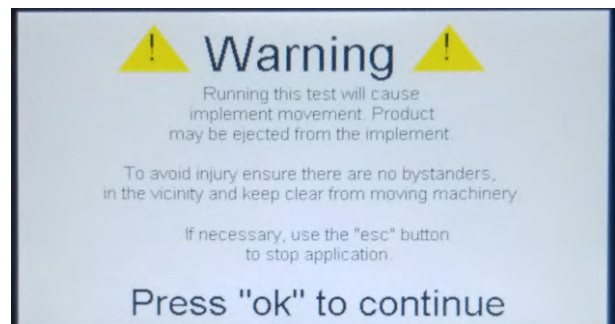 Warning
Running this test will cause
implement movement. Product
may be ejected from the implement.
To avoid injury ensure there are no bystanders,
in the vicinity and keep clear from moving machinery.
If necessary, use the "esc" button
to stop application.
Press "ok" to continue